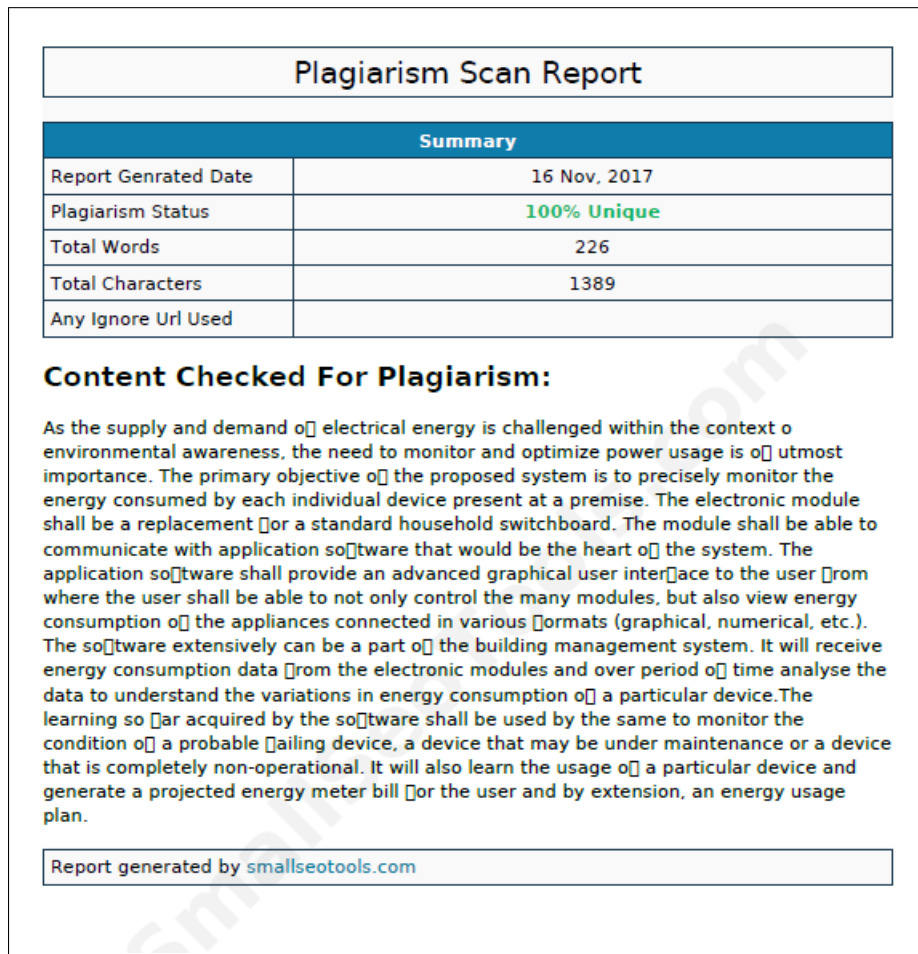 Plagiarism Scan Report
Summary
Report Genrated Date 16 Nov, 2017
Plagiarism Status 100% Unique
Total Words 226
Total Characters 1389
Any Ignore Url Used
Content Checked For Plagiarism:
As the supply and demand o▯ electrical energy is challenged within the context o
environmental awareness, the need to monitor and optimize power usage is o▯ utmost
importance. The primary objective o▯ the proposed system is to precisely monitor the
energy consumed by each individual device present at a premise. The electronic module
shall be a replacement ▯or a standard household switchboard. The module shall be able to
communicate with application so▯tware that would be the heart o▯ the system. The
application so▯tware shall provide an advanced graphical user inter▯ace to the user ▯rom
where the user shall be able to not only control the many modules, but also view energy
consumption o▯ the appliances connected in various ▯ormats (graphical, numerical, etc.).
The so▯tware extensively can be a part o▯ the building management system. It will receive
energy consumption data ▯rom the electronic modules and over period o▯ time analyse the
data to understand the variations in energy consumption o▯ a particular device.The
learning so ▯ar acquired by the so▯tware shall be used by the same to monitor the
condition o▯ a probable ▯ailing device, a device that may be under maintenance or a device
that is completely non-operational. It will also learn the usage o▯ a particular device and
generate a projected energy meter bill ▯or the user and by extension, an energy usage
plan.
Report generated by smallseotools.com
SmallSeoTools.com